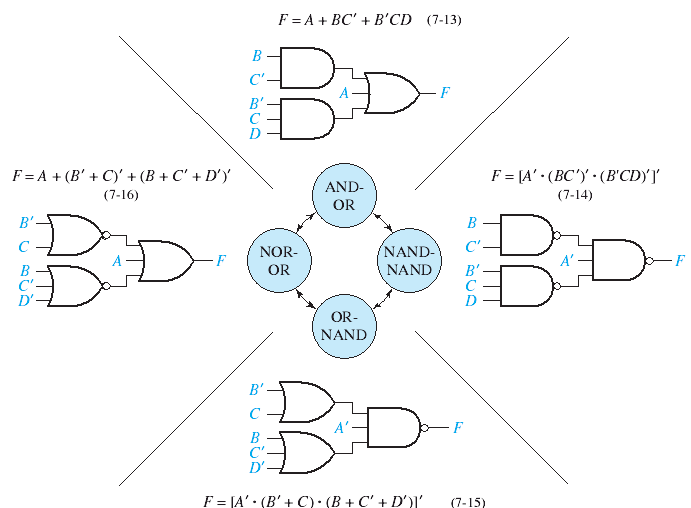 F = A + BC′ + B′CD (7-13)
B
C′
A
F
B′
C
D
F = A + (B′ + C)′ + (B + C′ + D′)′
(7-16)
B′
C
A
F
B
C′
D′
AND-
OR
NOR-
OR
NAND-
NAND
OR-
NAND
F = [A′ · (BC′)′ · (B′CD)′]′
(7-14)
B
C′
A′
F
B′
C
D
B′
C
A′
F
B
C′
D′
F = [A′ · (B′ + C) · (B + C′ + D′)]′ (7-15)